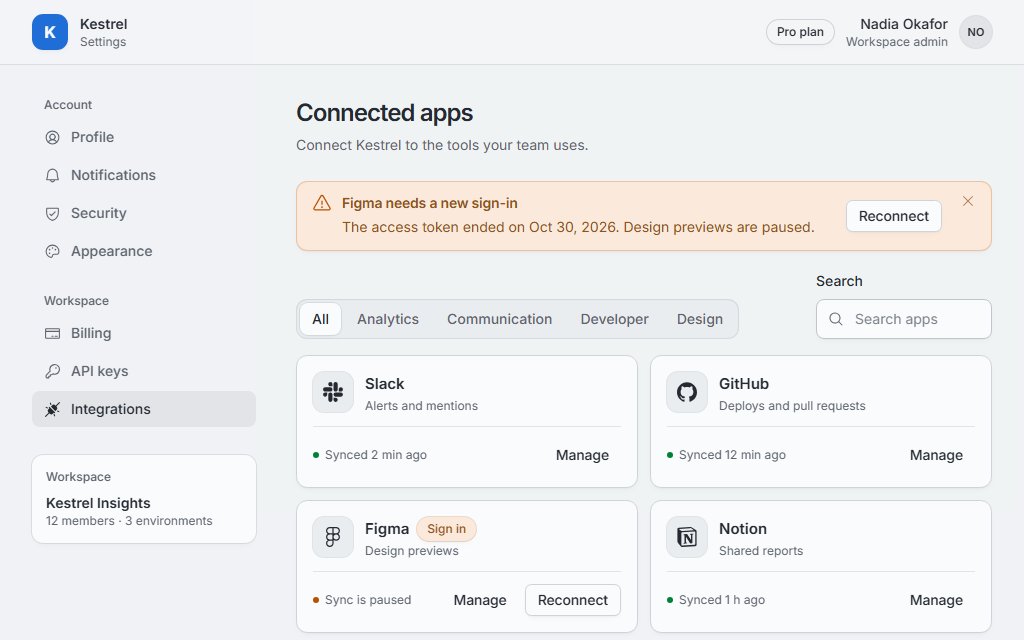 K
Kestrel
Settings
Pro plan
Nadia Okafor
Workspace admin
NO
Account
Profile
Notifications
Security
Appearance
Workspace
Billing
API keys
Integrations
Workspace
Kestrel Insights
12 members · 3 environments
Connected apps
Connect Kestrel to the tools your team uses.
Figma needs a new sign-in
The access token ended on Oct 30, 2026. Design previews are paused.
Reconnect
Search
All
Analytics
Communication
Developer
Design
Search apps
Slack
Alerts and mentions
Synced 2 min ago
Manage
GitHub
Deploys and pull requests
Synced 12 min ago
Manage
Figma
Sign in
Design previews
Sync is paused
Manage
Reconnect
Notion
Shared reports
Synced 1 h ago
Manage